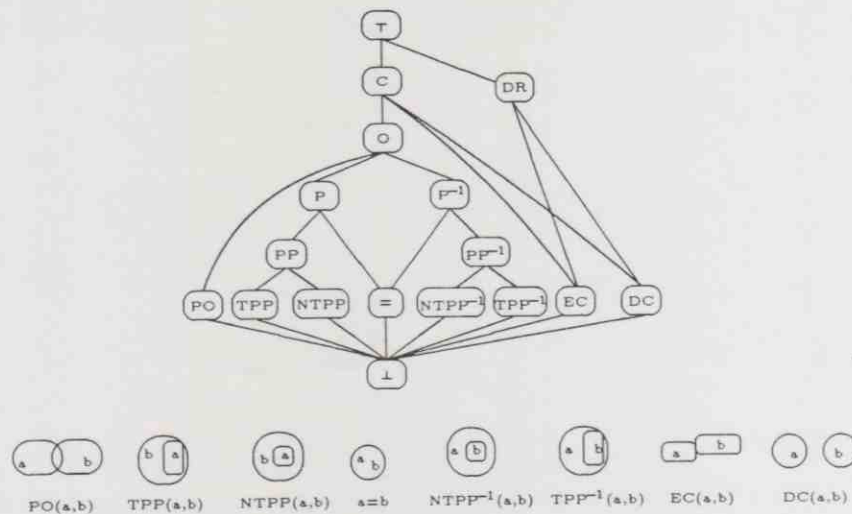 ⊤
C
DR
O
P
P⁻¹
PP
PP⁻¹
PO TPP NTPP = NTPP⁻¹ TPP⁻¹ EC DC
⊥
a b b a b a a b a b a b a b a b
PO(a,b) TPP(a,b) NTPP(a,b) a=b NTPP⁻¹(a,b) TPP⁻¹(a,b) EC(a,b) DC(a,b)